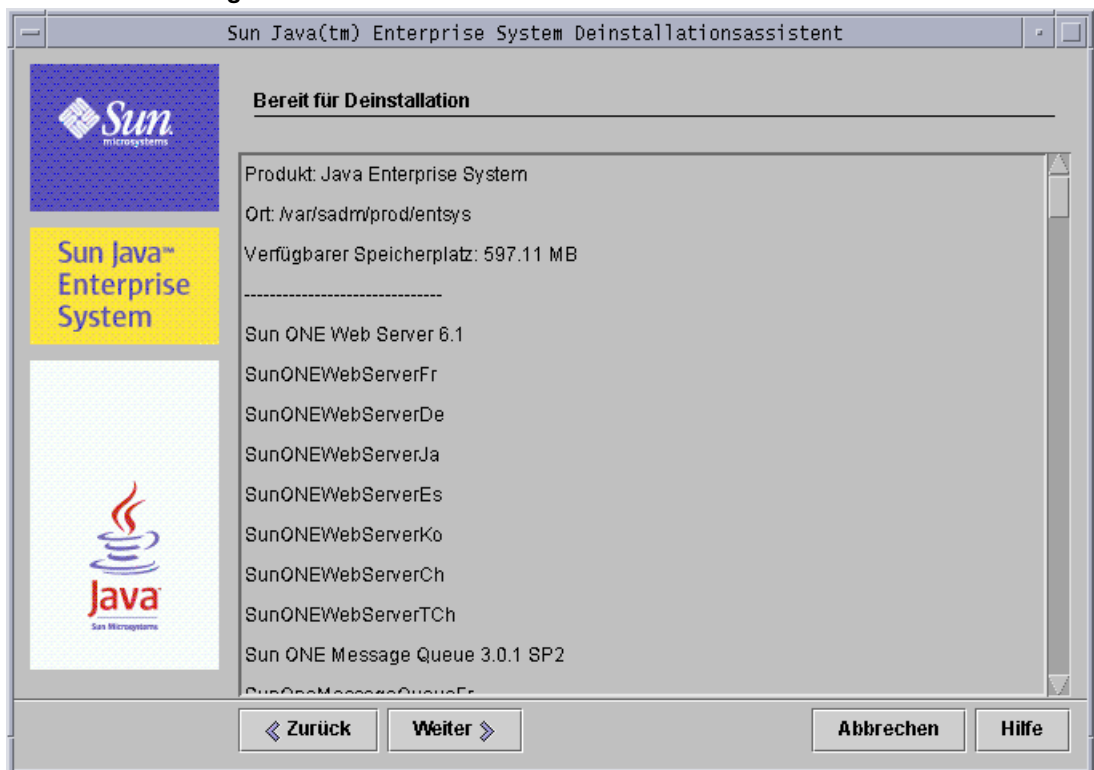 Sun Java(tm) Enterprise System Deinstallationsassistent
Sun
microsystems
Sun Java™
Enterprise
System
Java
Sun Microsystems
Bereit für Deinstallation
Produkt: Java Enterprise System
Ort: /var/sadm/prod/entsys
Verfügbarer Speicherplatz: 597.11 MB
-------------------------------
Sun ONE Web Server 6.1
SunONEWebServerFr
SunONEWebServerDe
SunONEWebServerJa
SunONEWebServerEs
SunONEWebServerKo
SunONEWebServerCh
SunONEWebServerTCh
Sun ONE Message Queue 3.0.1 SP2
SunOneMessageQueueFr
Zurück
Weiter
Abbrechen
Hilfe